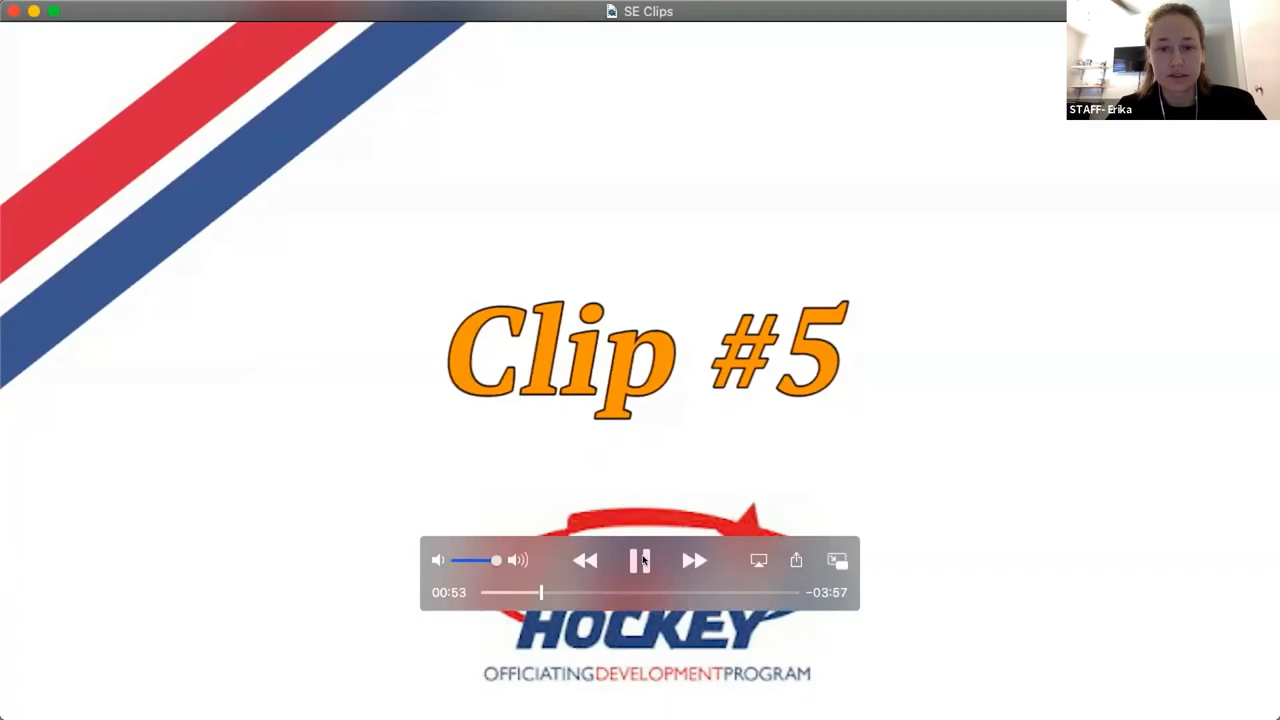 SE Clips
STAFF- Erika
Clip #5
00:53
-03:57
HOCKEY
OFFICIATINGDEVELOPMENTPROGRAM